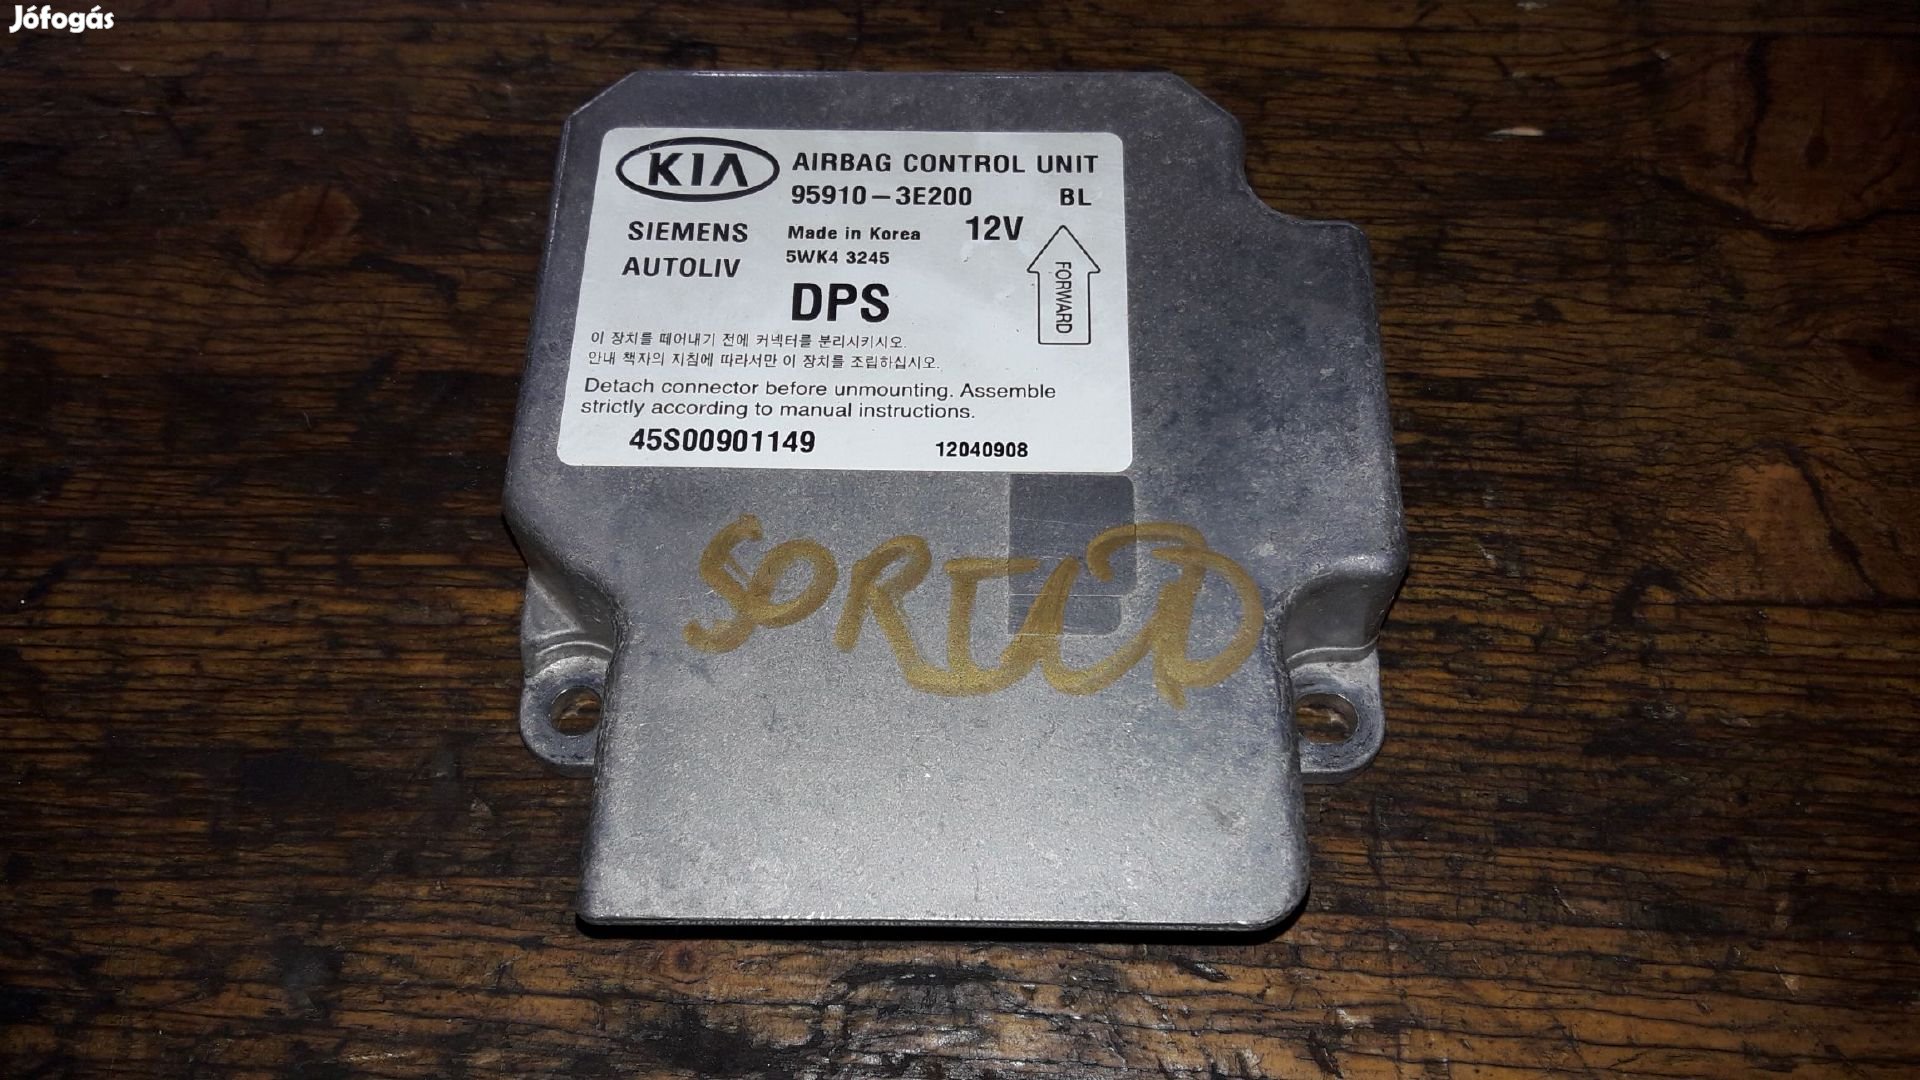 Jófogás
KIA AIRBAG CONTROL UNIT
95910-3E200 BL
SIEMENS Made in Korea 12V
AUTOLIV 5WK4 3245
FORWARD
DPS
이 장치를 떼어내기 전에 커넥터를 분리시키시오.
안내 책자의 지침에 따라서만 이 장치를 조립하십시오.
Detach connector before unmounting. Assemble
strictly according to manual instructions.
45S00901149 12040908